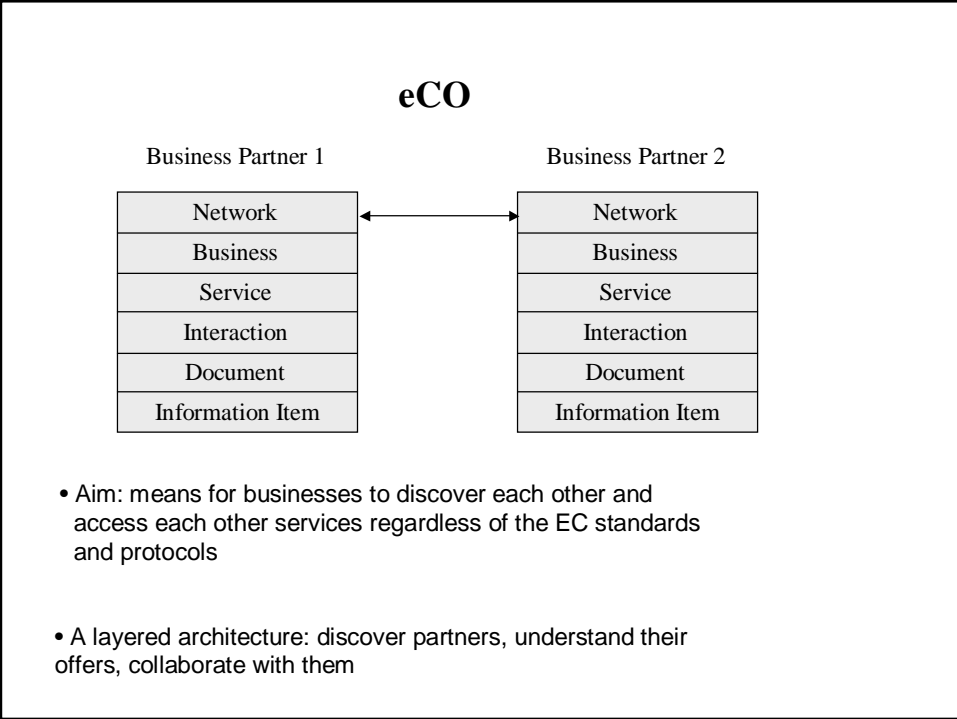 eCO
Business Partner 1
Business Partner 2
Network
Network
Business
Business
Service
Service
Interaction
Interaction
Document
Document
Information Item
Information Item
• Aim: means for businesses to discover each other and
access each other services regardless of the EC standards
and protocols
• A layered architecture: discover partners, understand their
offers, collaborate with them